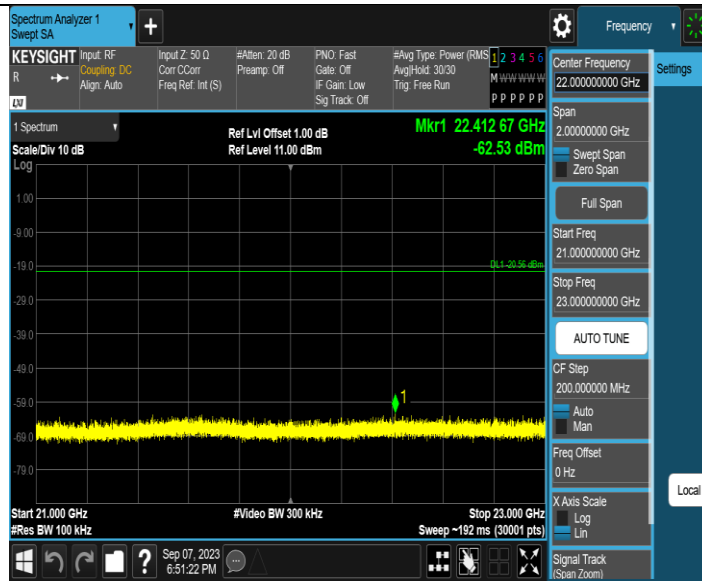 Spectrum Analyzer 1
Swept SA
Frequency
KEYSIGHT
R
LXI
Input: RF
Coupling: DC
Align: Auto
Input Z: 50 Ω
Corr CCorr
Freq Ref: Int (S)
#Atten: 20 dB
Preamp: Off
PNO: Fast
Gate: Off
IF Gain: Low
Sig Track: Off
#Avg Type: Power (RMS
Avg|Hold: 30/30
Trig: Free Run
1 2 3 4 5 6
M W W W W W
P P P P P P
1 Spectrum
Scale/Div 10 dB
Log
Ref Lvl Offset 1.00 dB
Ref Level 11.00 dBm
Mkr1 22.412 67 GHz
-62.53 dBm
1.00
-9.00
-19.0
DL1 -20.56 dBm
-29.0
-39.0
-49.0
-59.0
1
-69.0
-79.0
Start 21.000 GHz
#Res BW 100 kHz
#Video BW 300 kHz
Stop 23.000 GHz
Sweep ~192 ms (30001 pts)
Sep 07, 2023
6:51:22 PM
Center Frequency
22.000000000 GHz
Span
2.00000000 GHz
Swept Span
Zero Span
Full Span
Start Freq
21.000000000 GHz
Stop Freq
23.000000000 GHz
AUTO TUNE
CF Step
200.000000 MHz
Auto
Man
Freq Offset
0 Hz
X Axis Scale
Log
Lin
Signal Track
(Span Zoom)
Settings
Local